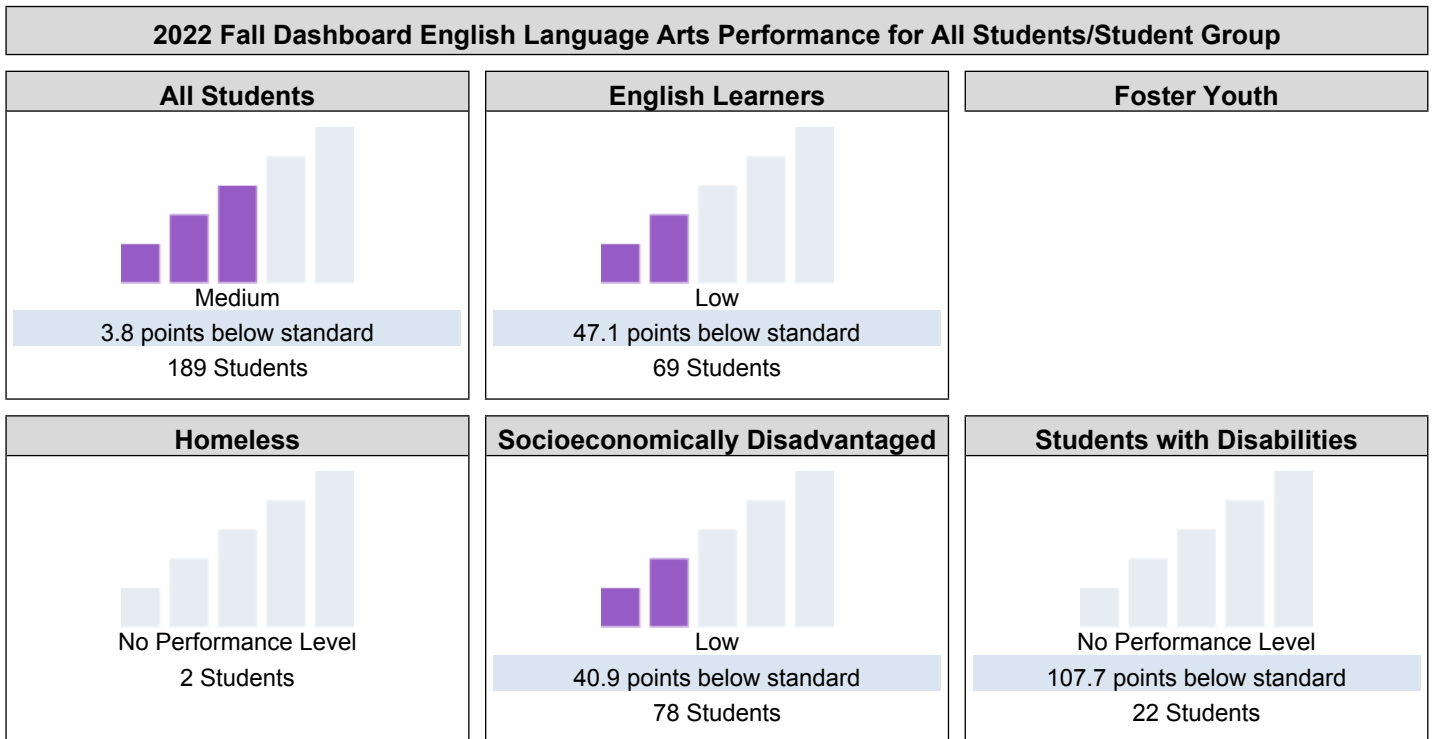 2022 Fall Dashboard English Language Arts Performance for All Students/Student Group
All Students
Medium
3.8 points below standard
189 Students
English Learners
Low
47.1 points below standard
69 Students
Foster Youth
Homeless
No Performance Level
2 Students
Socioeconomically Disadvantaged
Low
40.9 points below standard
78 Students
Students with Disabilities
No Performance Level
107.7 points below standard
22 Students